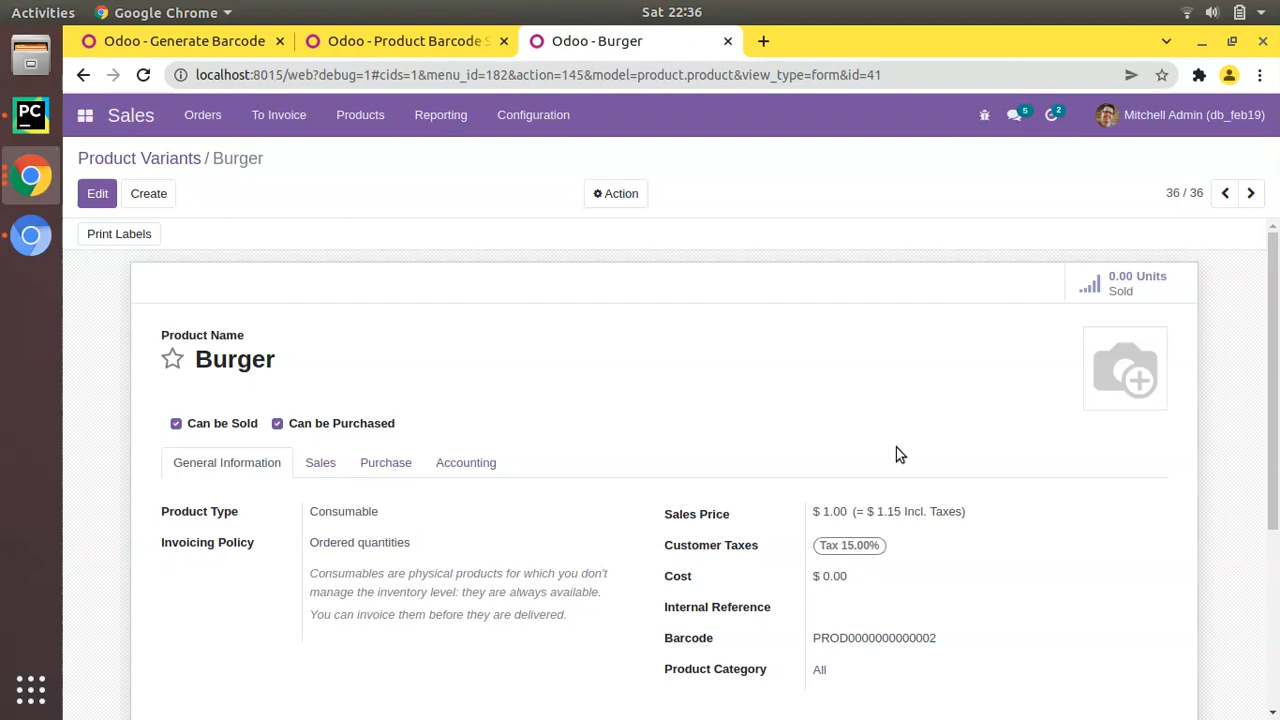 Activities Google Chrome Sat 22:36
Odoo - Generate Barcode Odoo - Product Barcode S Odoo - Burger
localhost:8015/web?debug=1#cids=1&menu_id=182&action=145&model=product.product&view_type=form&id=41
PC Sales Orders To Invoice Products Reporting Configuration 5 2 Mitchell Admin (db_feb19)
Product Variants / Burger
Edit Create Action 36 / 36
Print Labels
0.00 Units
Sold
Product Name
Burger
Can be Sold Can be Purchased
General Information Sales Purchase Accounting
Product Type Consumable
Invoicing Policy Ordered quantities
Consumables are physical products for which you don't
manage the inventory level: they are always available.
You can invoice them before they are delivered.
Sales Price $ 1.00 (= $ 1.15 Incl. Taxes)
Customer Taxes Tax 15.00%
Cost $ 0.00
Internal Reference
Barcode PROD0000000000002
Product Category All